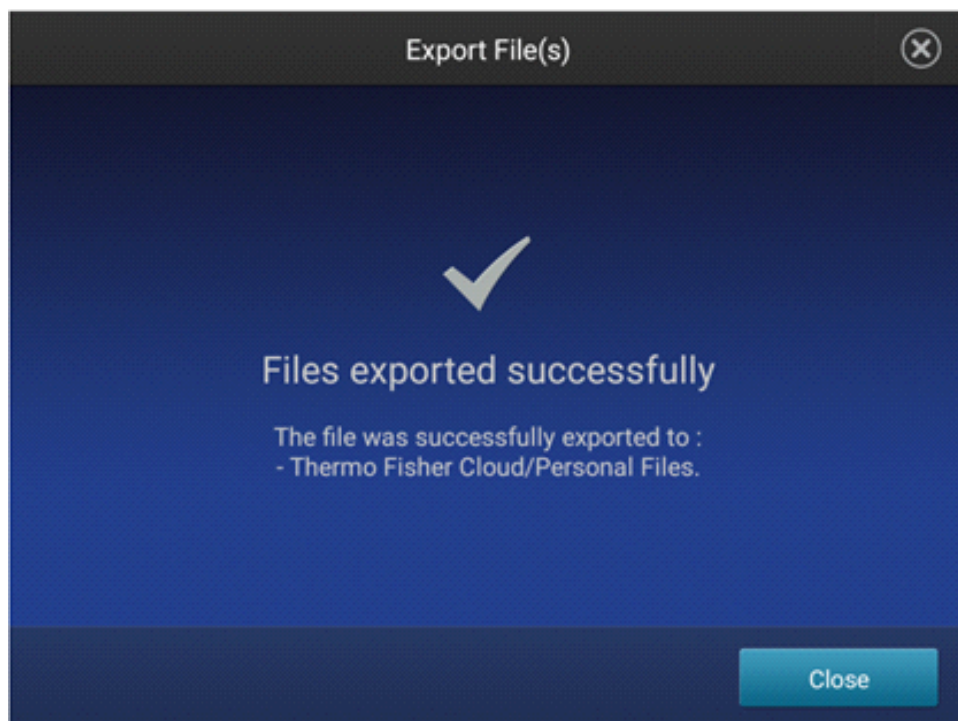 Export File(s)
Files exported successfully
The file was successfully exported to :
- Thermo Fisher Cloud/Personal Files.
Close